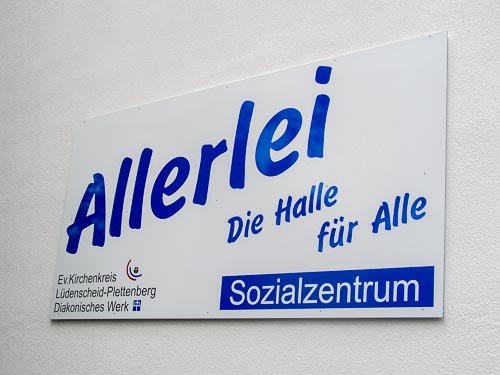 Allerlei
Die Halle
für Alle
Ev.Kirchenkreis
Lüdenscheid-Plettenberg
Diakonisches Werk
Sozialzentrum